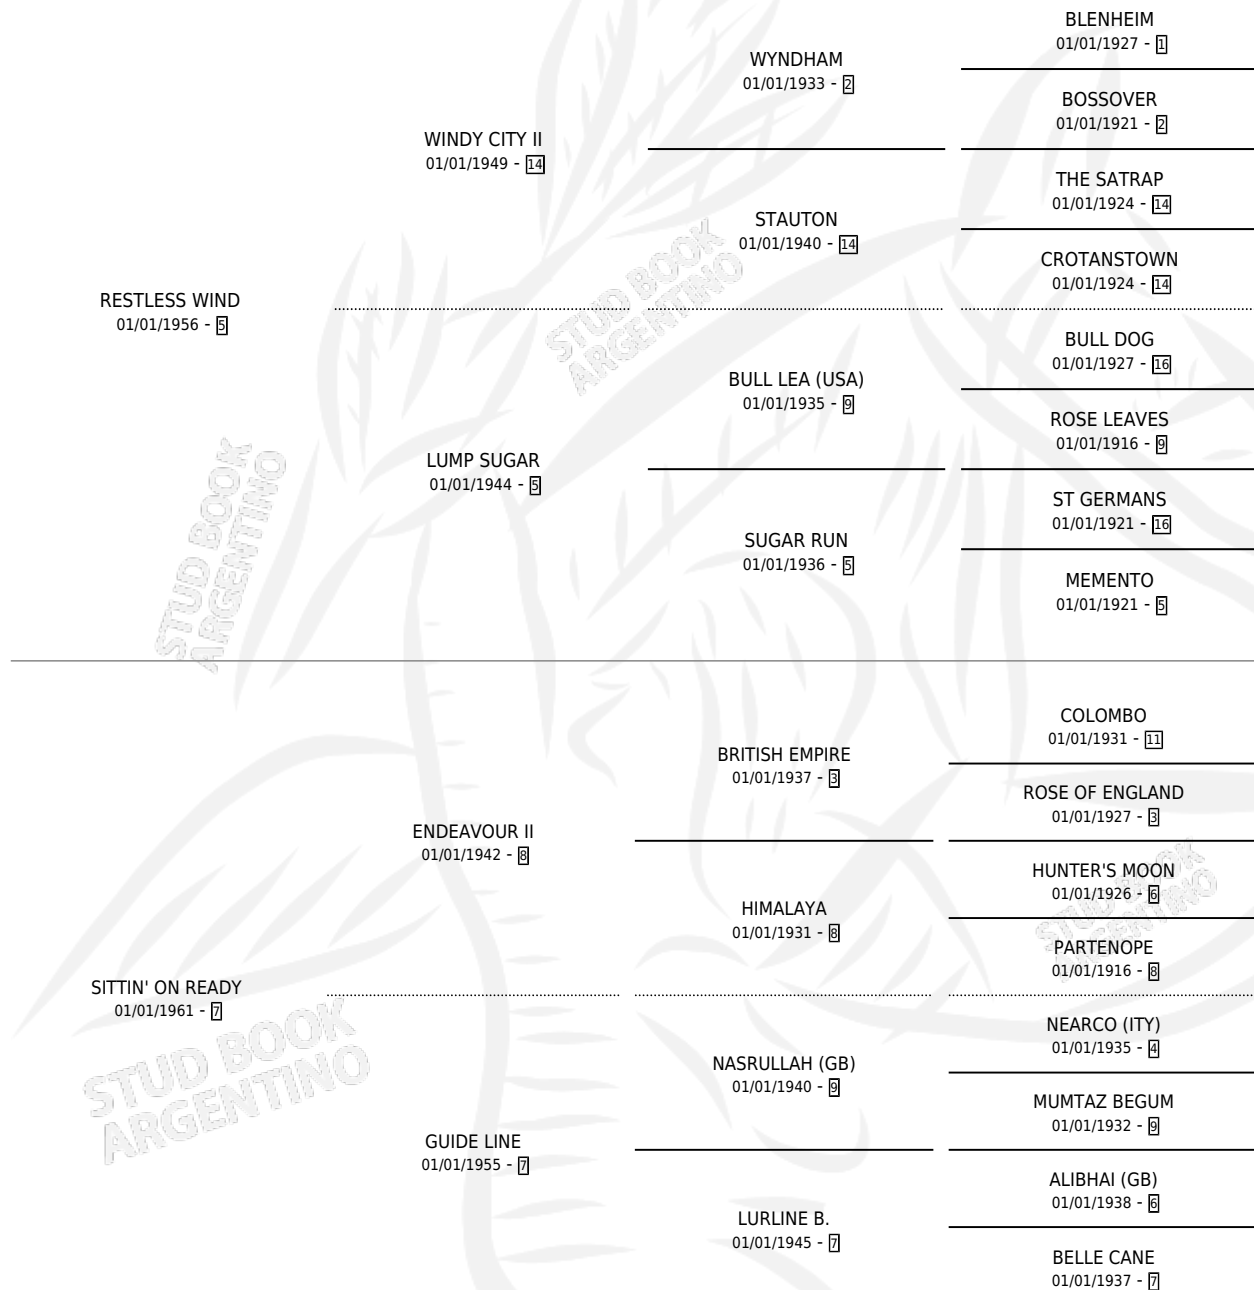 BLENHEIM
01/01/1927 - 1
WYNDHAM
01/01/1933 - 2
BOSSOVER
01/01/1921 - 2
WINDY CITY II
01/01/1949 - 14
THE SATRAP
01/01/1924 - 14
STAUTON
01/01/1940 - 14
CROTANSTOWN
01/01/1924 - 14
RESTLESS WIND
01/01/1956 - 5
STUD BOOK
ARGENTINO
BULL DOG
01/01/1927 - 16
BULL LEA (USA)
01/01/1935 - 9
ROSE LEAVES
01/01/1916 - 9
LUMP SUGAR
01/01/1944 - 5
ST GERMANS
01/01/1921 - 16
SUGAR RUN
01/01/1936 - 5
MEMENTO
01/01/1921 - 5
STUD BOOK
ARGENTINO
COLOMBO
01/01/1931 - 11
BRITISH EMPIRE
01/01/1937 - 3
ROSE OF ENGLAND
01/01/1927 - 3
ENDEAVOUR II
01/01/1942 - 8
HUNTER'S MOON
01/01/1926 - 6
HIMALAYA
01/01/1931 - 8
STUD BOOK
ARGENTINO
PARTENOPE
01/01/1916 - 8
SITTIN' ON READY
01/01/1961 - 7
STUD BOOK
ARGENTINO
NEARCO (ITY)
01/01/1935 - 4
NASRULLAH (GB)
01/01/1940 - 9
MUMTAZ BEGUM
01/01/1932 - 9
GUIDE LINE
01/01/1955 - 7
ALIBHAI (GB)
01/01/1938 - 6
LURLINE B.
01/01/1945 - 7
BELLE CANE
01/01/1937 - 7